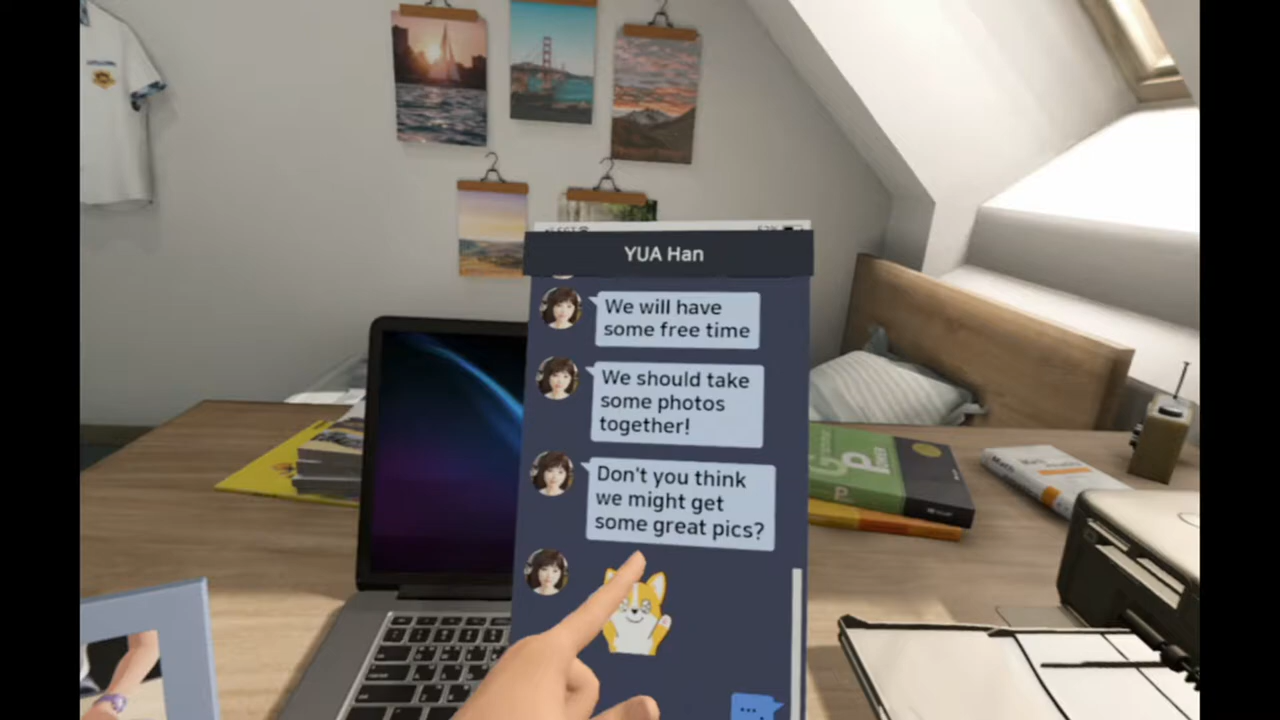 YUA Han
We will have
some free time
We should take
some photos
together!
Don't you think
we might get
some great pics?